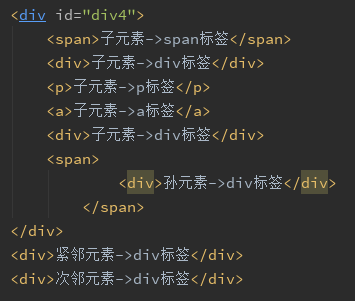 <div id="div4">
<span>子元素->span标签</span>
<div>子元素->div标签</div>
<p>子元素->p标签</p>
<a>子元素->a标签</a>
<div>子元素->div标签</div>
<span>
<div>孙元素->div标签</div>
</span>
</div>
<div>紧邻元素->div标签</div>
<div>次邻元素->div标签</div>